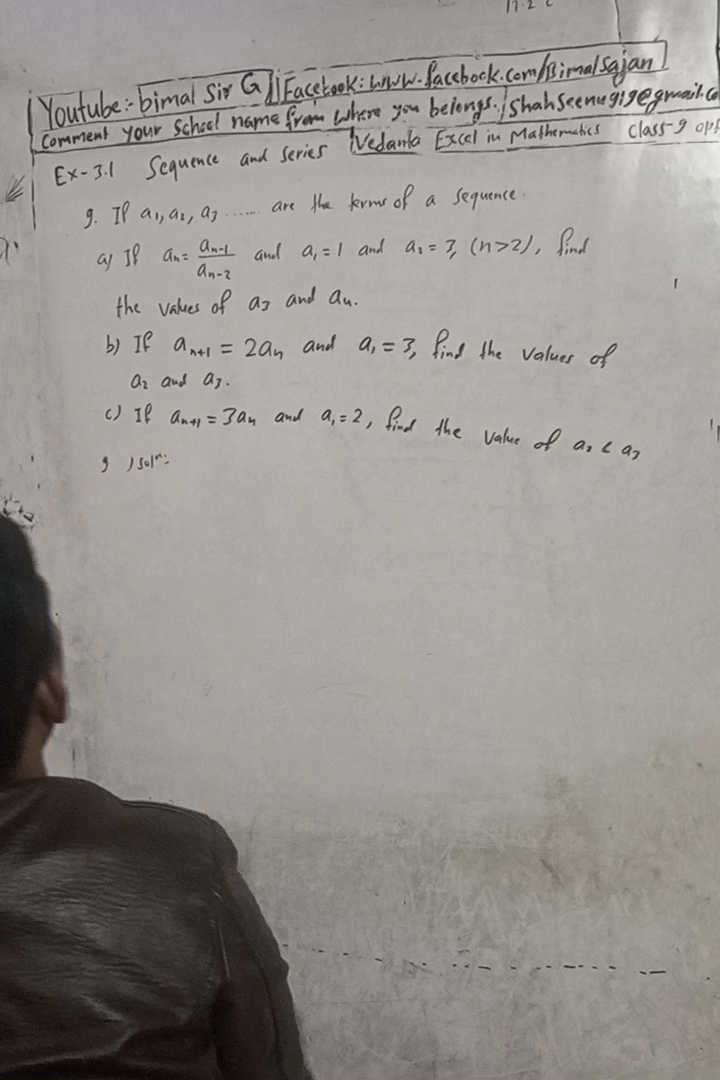 17.2
Youtube:- bimal Sir G || Facebook: www.facebook.com/BimalSajan
Comment your School name from where you belongs. | Shahseenu919@gmail.co
Ex-3.1 Sequence and series | Vedanta Excel in Mathematics Class-9 opt
9. If a₁, a₂, a₃ ...... are the terms of a sequence.
a) If aₙ = aₙ₋₁/aₙ₋₂ and a₁ = 1 and a₂ = 3, (n>2), find
the values of a₃ and a₄.
b) If aₙ₊₁ = 2aₙ and a₁ = 3, find the values of
a₂ and a₃.
c) If aₙ₊₁ = 3aₙ and a₁ = 2, find the value of a₂ & a₃
9 ) solⁿ: